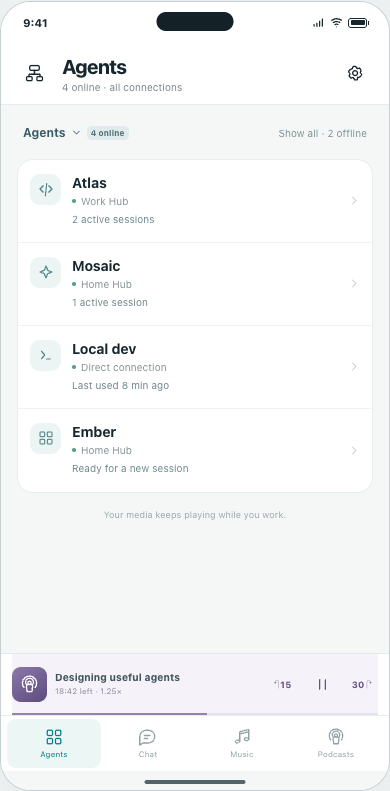 9:41
Agents
4 online · all connections
Agents
4 online
Show all · 2 offline
Atlas
Work Hub
2 active sessions
Mosaic
Home Hub
1 active session
Local dev
Direct connection
Last used 8 min ago
Ember
Home Hub
Ready for a new session
Your media keeps playing while you work.
Designing useful agents
18:42 left · 1.25×
15
30
Agents
Chat
Music
Podcasts